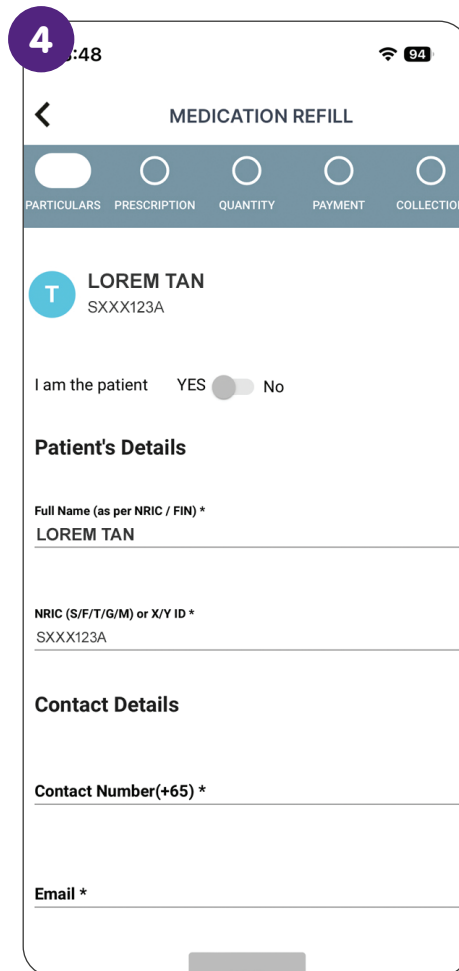 4
:48
94
MEDICATION REFILL
PARTICULARS PRESCRIPTION QUANTITY PAYMENT
T
LOREM TAN
SXXX123A
I am the patient YES No
Patient's Details
Full Name (as per NRIC / FIN) *
LOREM TAN
NRIC (S/F/T/G/M) or X/Y ID *
SXXX123A
Contact Details
Contact Number(+65) *
Email *